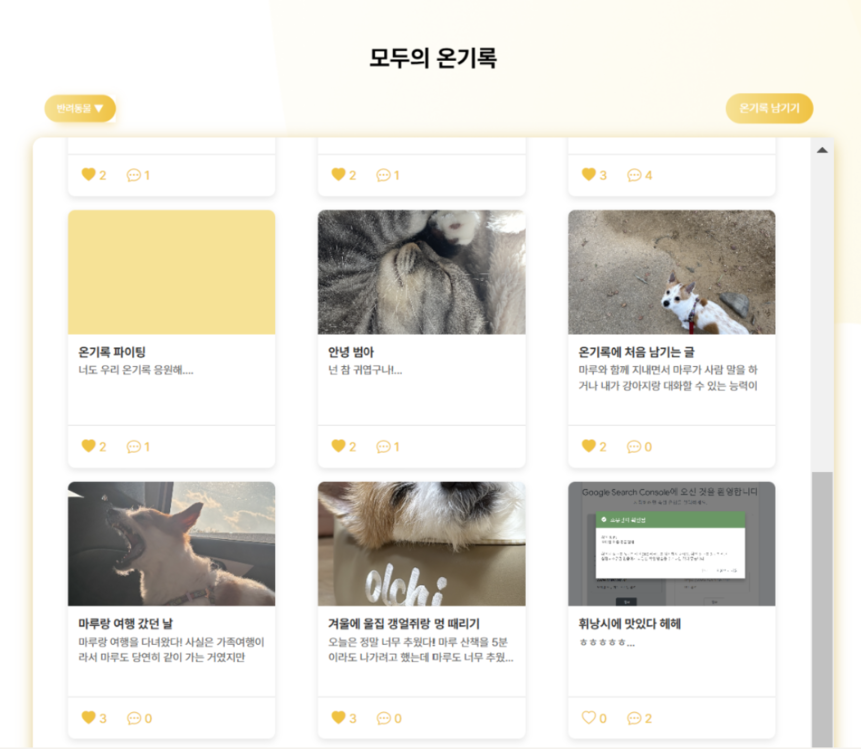 모두의 온기록
반려동물 ▼
온기록 남기기
2 1
2 1
3 4
온기록 파이팅
너도 우리 온기록 응원해....
2 1
안녕 범아
넌 참 귀엽구나!...
2 1
온기록에 처음 남기는 글
마루와 함께 지내면서 마루가 사람 말을 하
거나 내가 강아지랑 대화할 수 있는 능력이
2 0
마루랑 여행 갔던 날
마루랑 여행을 다녀왔다! 사실은 가족여행이
라서 마루도 당연히 같이 가는 거였지만
3 0
olchi
겨울에 울집 갱얼쥐랑 멍 때리기
오늘은 정말 너무 추웠다! 마루 산책을 5분
이라도 나가려고 했는데 마루도 너무 추웠...
3 0
Google Search Console에 오신 것을 환영합니다
휘낭시에 맛있다 헤헤
ㅎㅎㅎㅎㅎ...
0 2